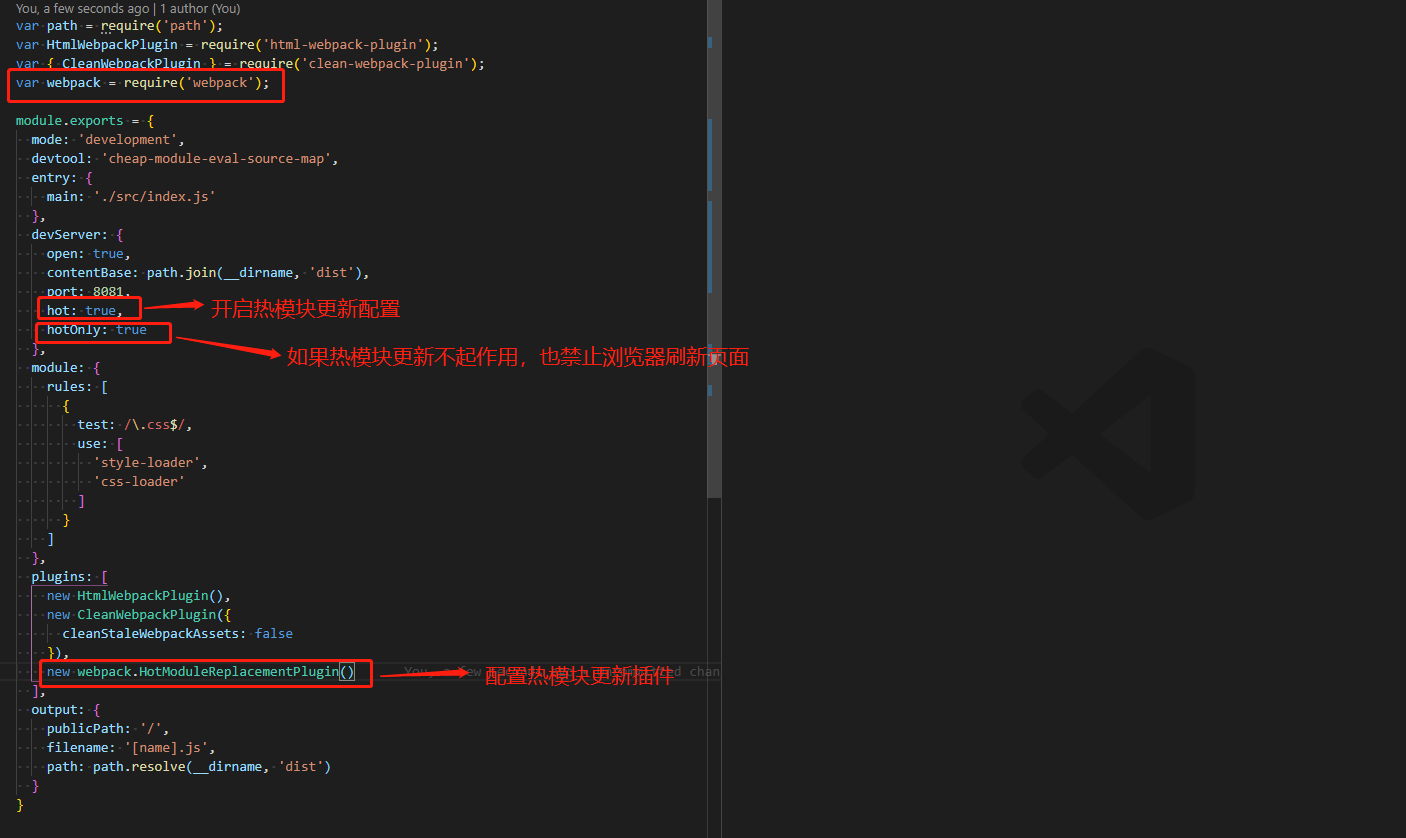 You, a few seconds ago | 1 author (You)
var path = require('path');
var HtmlWebpackPlugin = require('html-webpack-plugin');
var { CleanWebpackPlugin } = require('clean-webpack-plugin');
var webpack = require('webpack');
module.exports = {
mode: 'development',
devtool: 'cheap-module-eval-source-map',
entry: {
main: './src/index.js'
},
devServer: {
open: true,
contentBase: path.join(__dirname, 'dist'),
port: 8081,
hot: true, 开启热模块更新配置
hotOnly: true
}, 如果热模块更新不起作用，也禁止浏览器刷新页面
module: {
rules: [
{
test: /\.css$/,
use: [
'style-loader',
'css-loader'
]
}
]
},
plugins: [
new HtmlWebpackPlugin(),
new CleanWebpackPlugin({
cleanStaleWebpackAssets: false
}),
new webpack.HotModuleReplacementPlugin() You, a few 配置热模块更新插件 chan
],
output: {
publicPath: '/',
filename: '[name].js',
path: path.resolve(__dirname, 'dist')
}
}